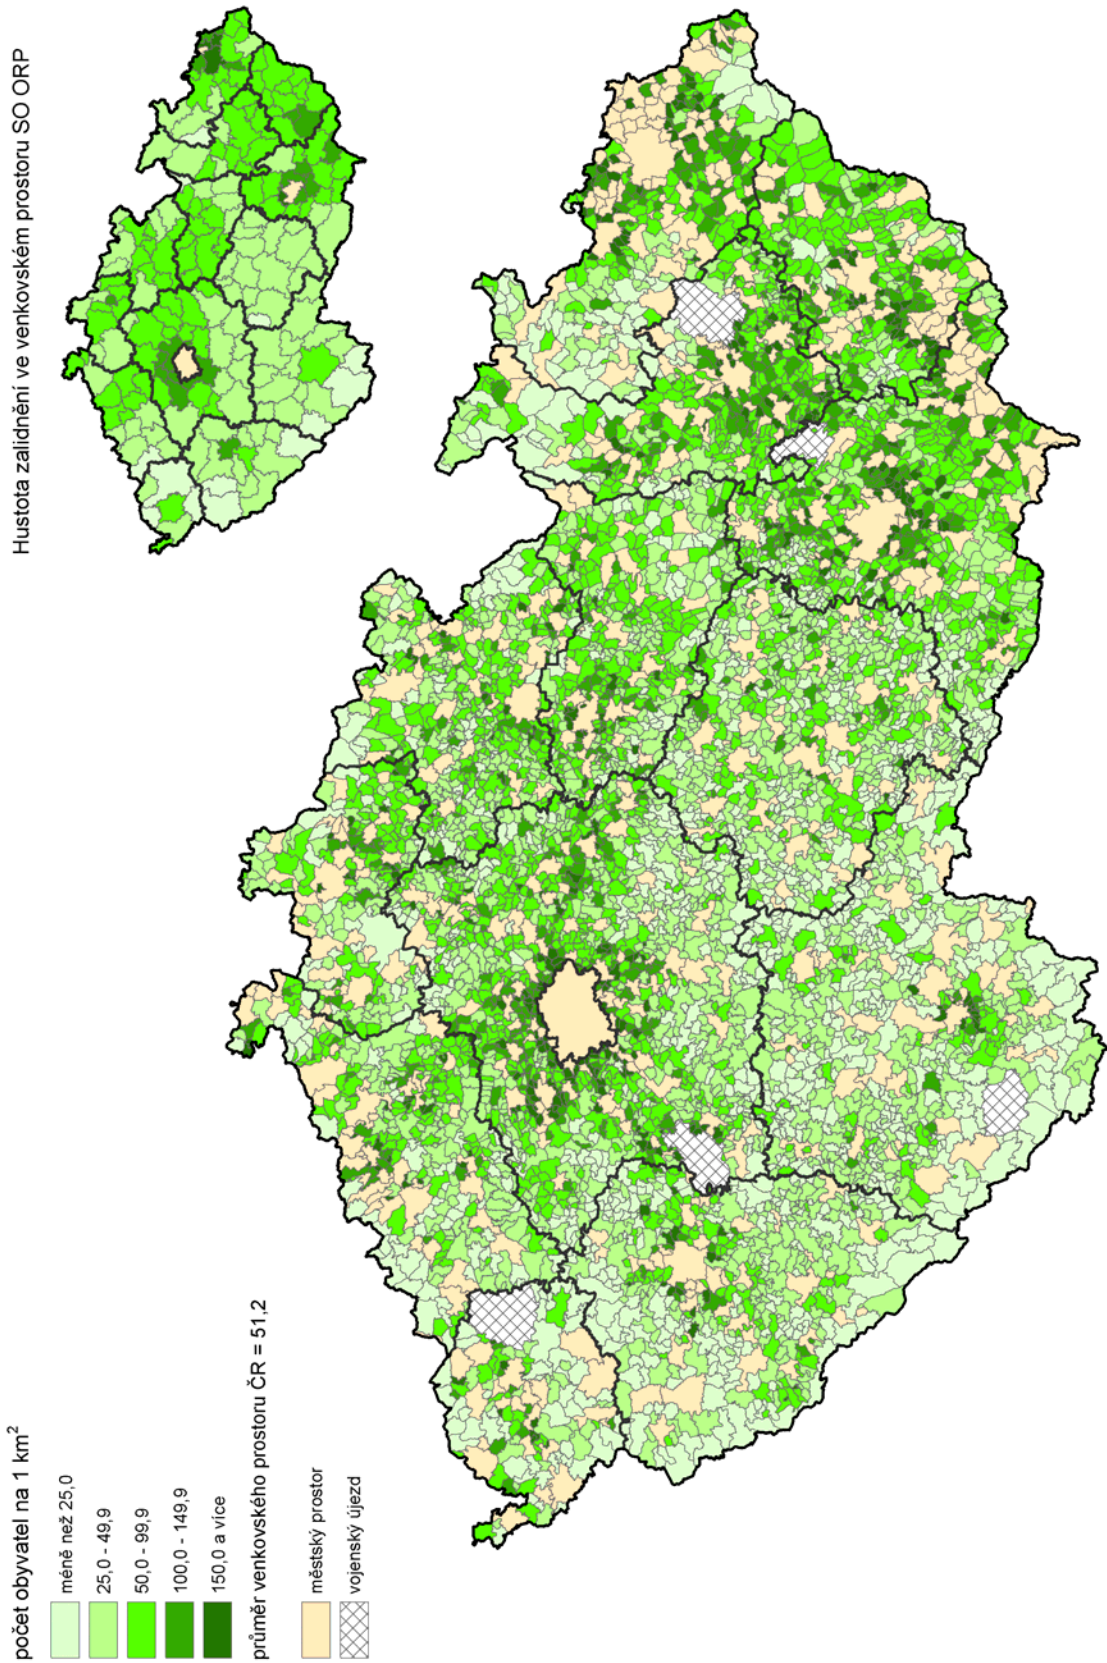 Hustota zalidnění ve venkovském prostoru SO ORP
počet obyvatel na 1 km²
méně než 25,0
25,0 - 49,9
50,0 - 99,9
100,0 - 149,9
150,0 a více
průměr venkovského prostoru ČR = 51,2
městský prostor
vojenský újezd